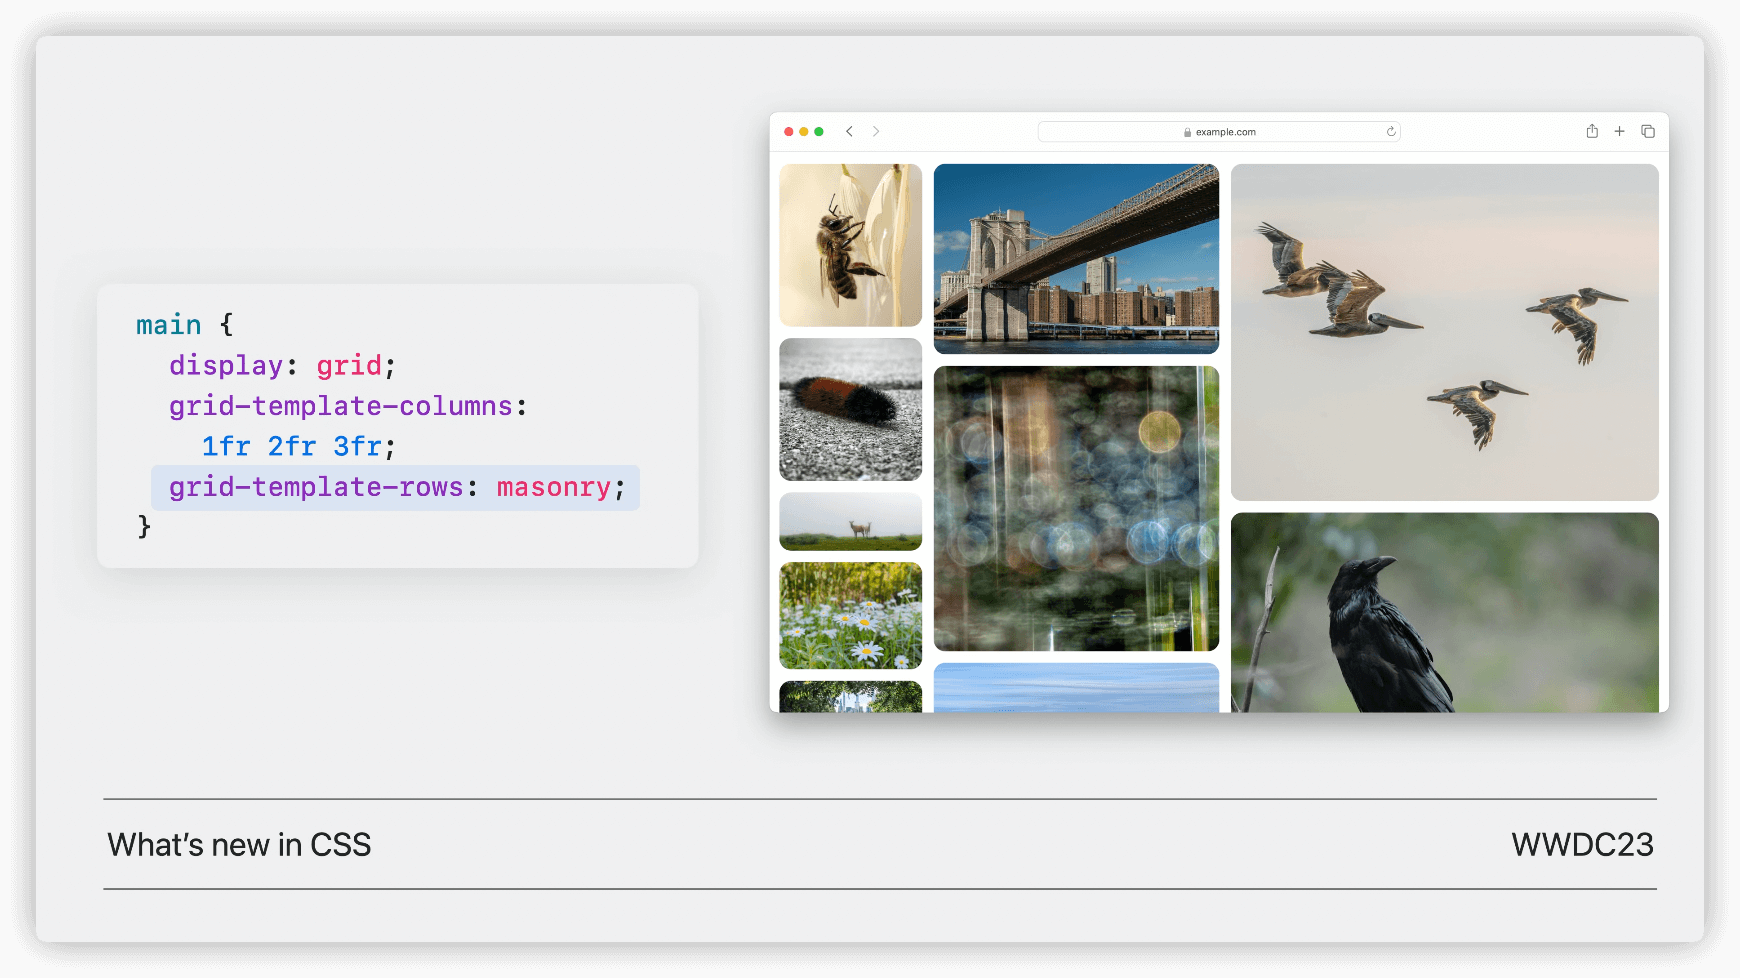 example.com
main {
  display: grid;
  grid-template-columns:
    1fr 2fr 3fr;
  grid-template-rows: masonry;
}
What's new in CSS
WWDC23